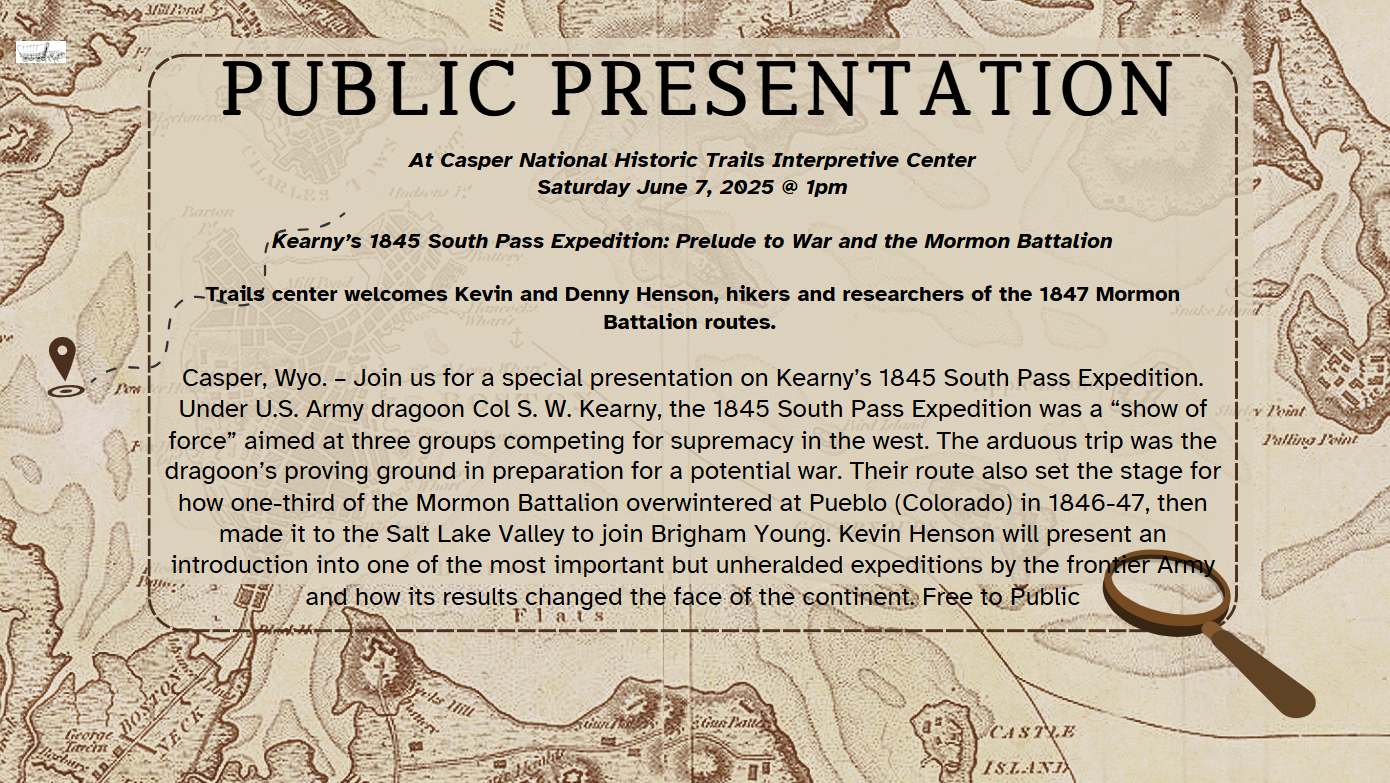 Mill Pond
PUBLIC PRESENTATION
At Casper National Historic Trails Interpretive Center
Saturday June 7, 2025 @ 1pm
Kearny's 1845 South Pass Expedition: Prelude to War and the Mormon Battalion
Trails center welcomes Kevin and Denny Henson, hikers and researchers of the 1847 Mormon
Battalion routes.
Casper, Wyo. – Join us for a special presentation on Kearny's 1845 South Pass Expedition.
Under U.S. Army dragoon Col S. W. Kearny, the 1845 South Pass Expedition was a “show of
force” aimed at three groups competing for supremacy in the west. The arduous trip was the
dragoon's proving ground in preparation for a potential war. Their route also set the stage for
how one-third of the Mormon Battalion overwintered at Pueblo (Colorado) in 1846-47, then
made it to the Salt Lake Valley to join Brigham Young. Kevin Henson will present an
introduction into one of the most important but unheralded expeditions by the frontier Army
and how its results changed the face of the continent. Free to Public
Pulling Point
Flats
BOSTON
NECK
George
Tavern
CASTLE
ISLAND